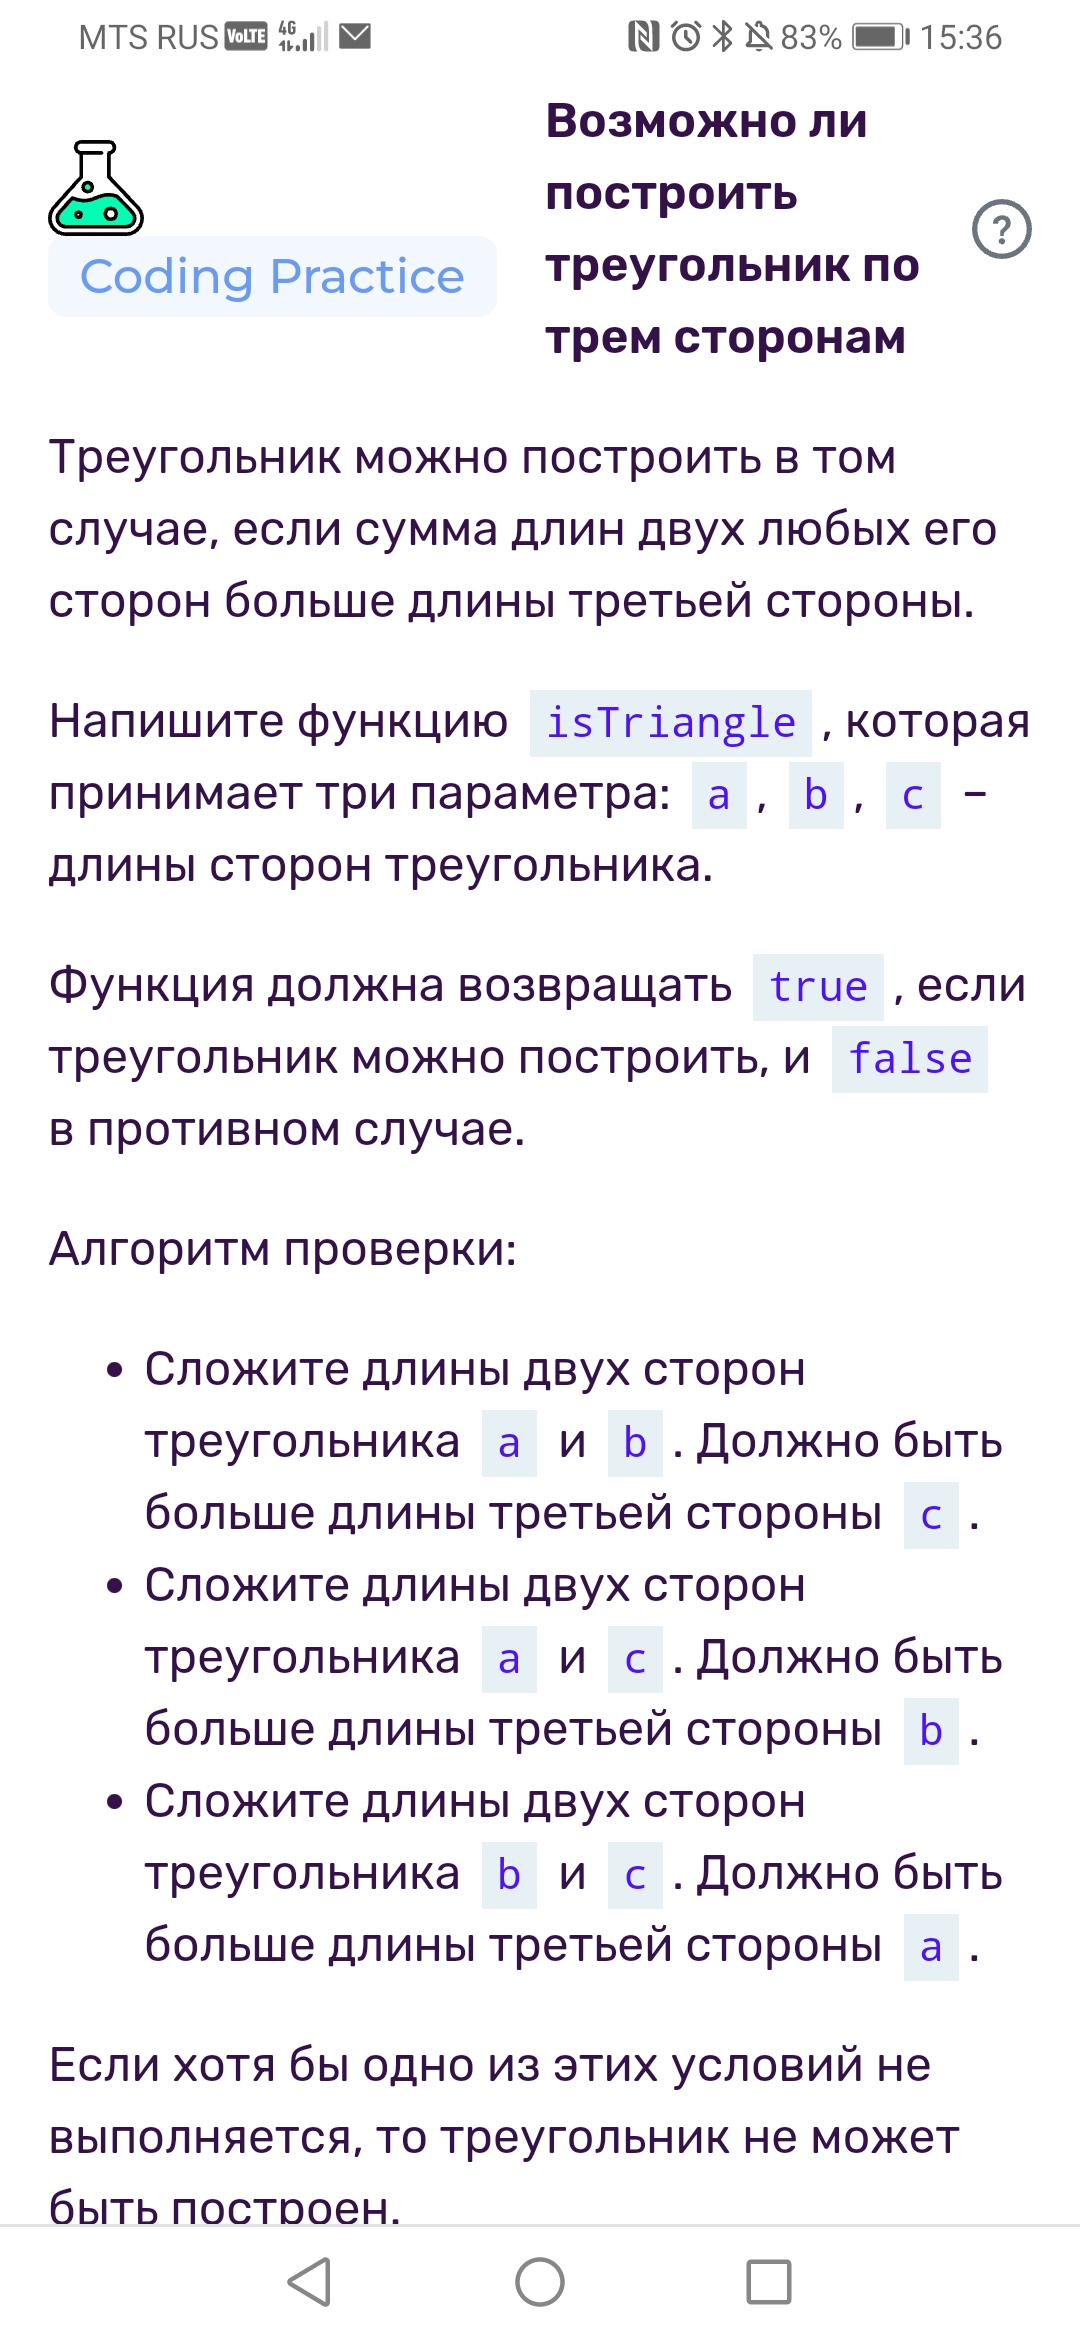 MTS RUS VoLTE 4G 83% 15:36
Возможно ли
построить
треугольник по
трем сторонам
?
Coding Practice
Треугольник можно построить в том
случае, если сумма длин двух любых его
сторон больше длины третьей стороны.
Напишите функцию isTriangle , которая
принимает три параметра: a , b , c –
длины сторон треугольника.
Функция должна возвращать true , если
треугольник можно построить, и false
в противном случае.
Алгоритм проверки:
• Сложите длины двух сторон
треугольника a и b . Должно быть
больше длины третьей стороны c .
• Сложите длины двух сторон
треугольника a и c . Должно быть
больше длины третьей стороны b .
• Сложите длины двух сторон
треугольника b и c . Должно быть
больше длины третьей стороны a .
Если хотя бы одно из этих условий не
выполняется, то треугольник не может
быть построен.